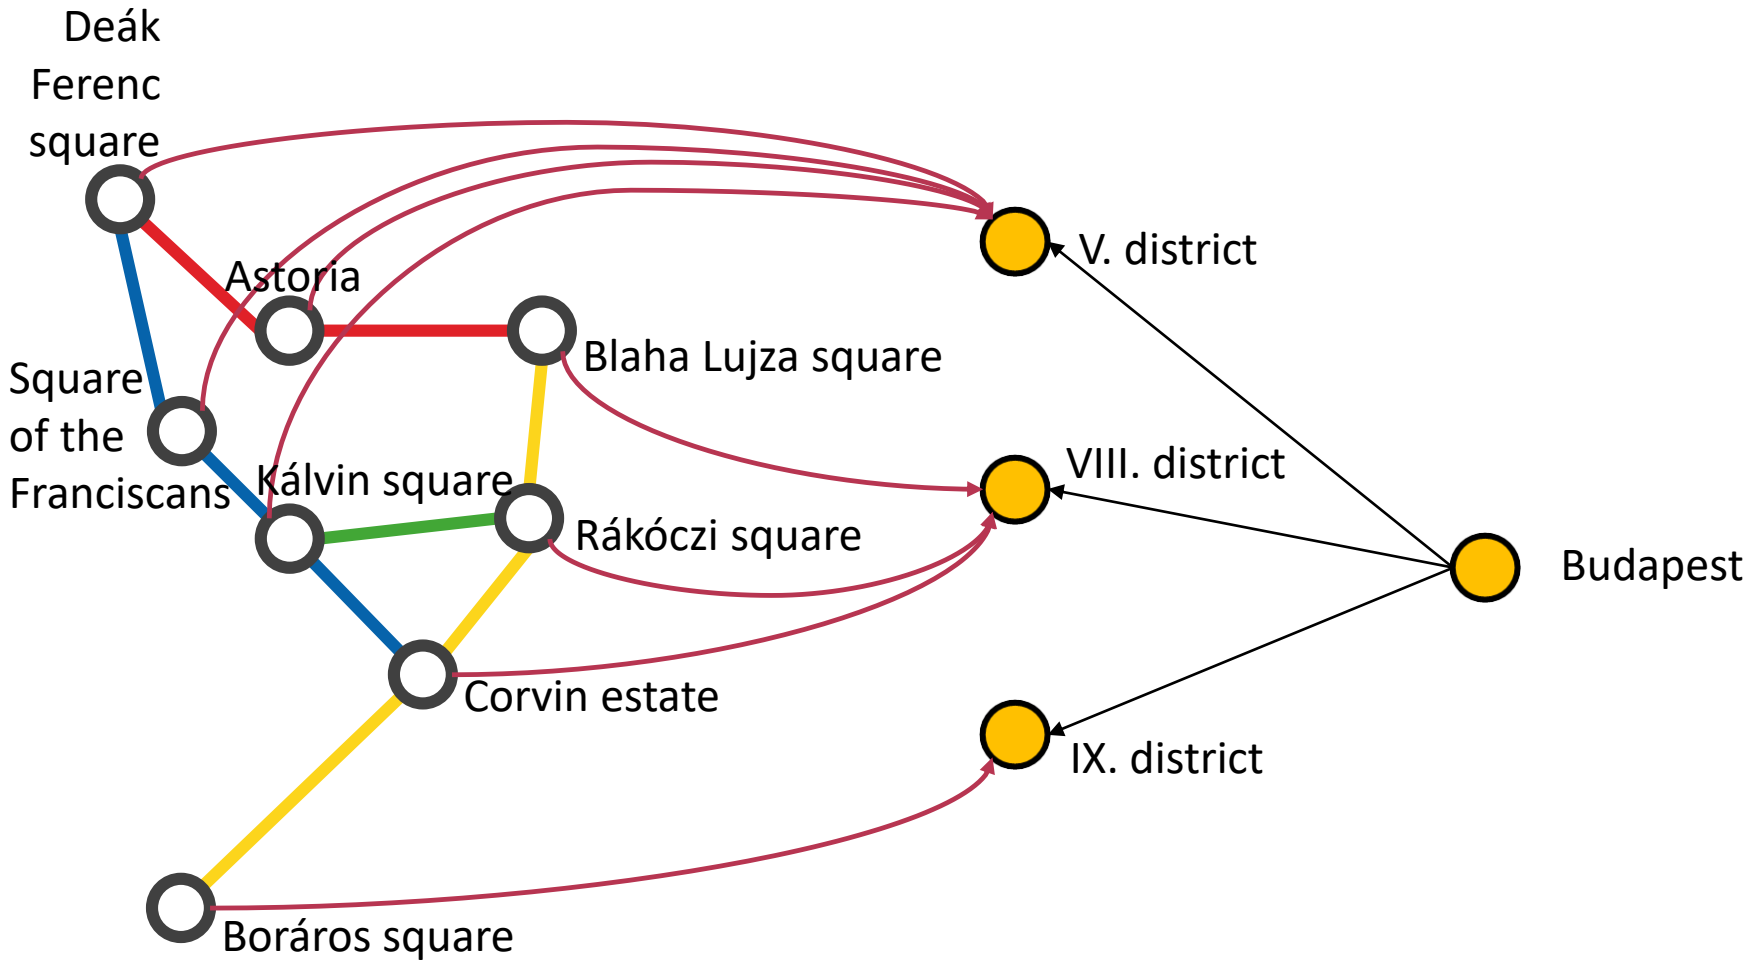 Deák
Ferenc
square
Astoria
Blaha Lujza square
Square
of the
Franciscans
Kálvin square
Rákóczi square
Corvin estate
Boráros square
V. district
VIII. district
IX. district
Budapest